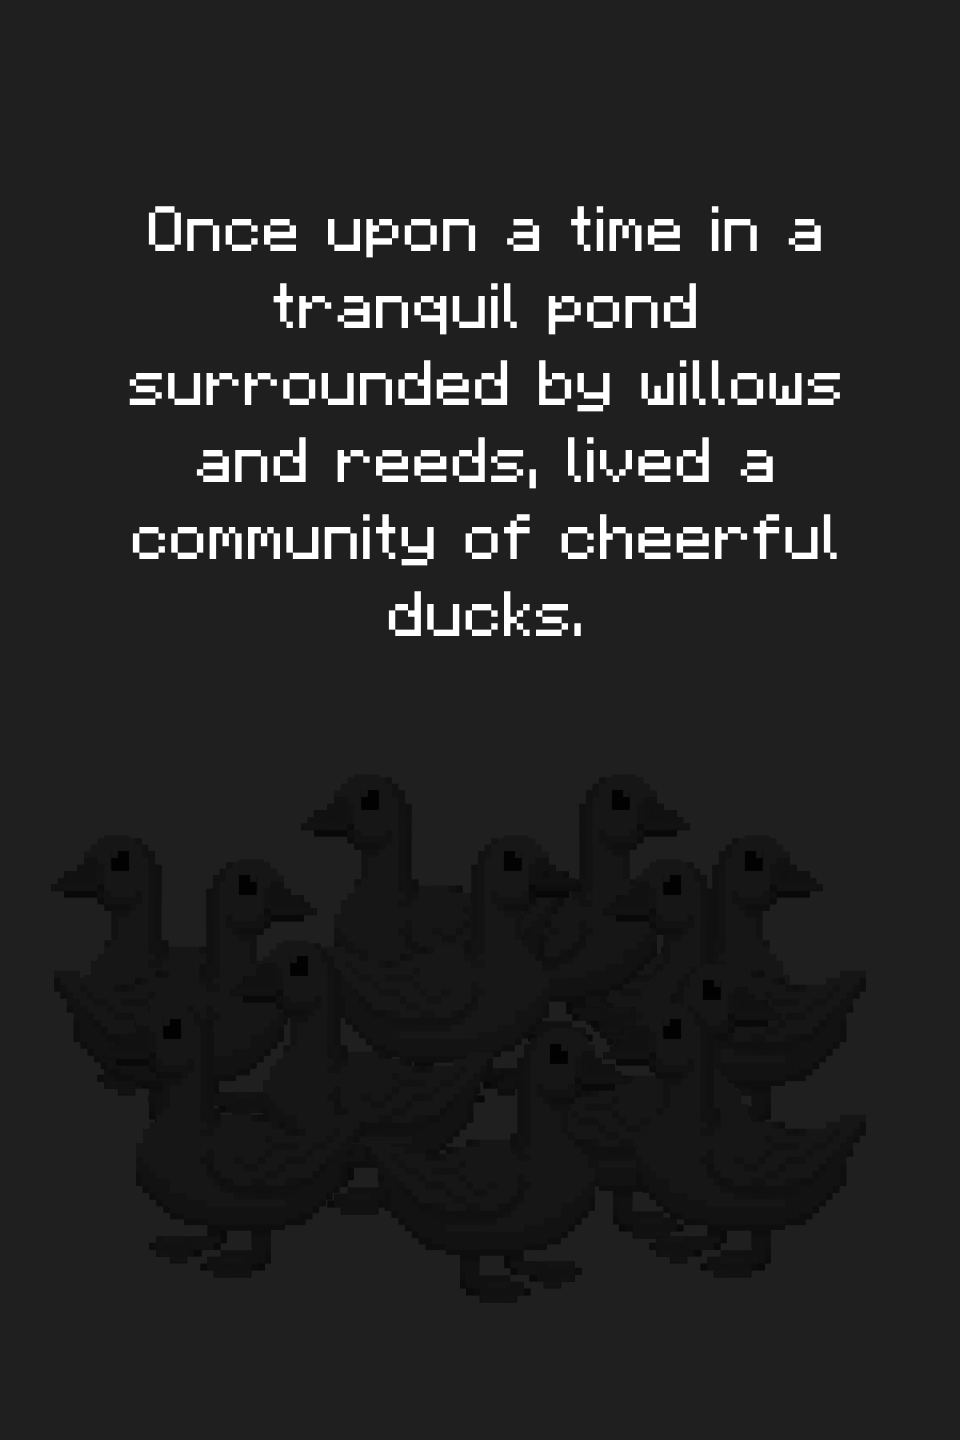 Once upon a time in a
tranquil pond
surrounded by willows
and reeds, lived a
community of cheerful
ducks.